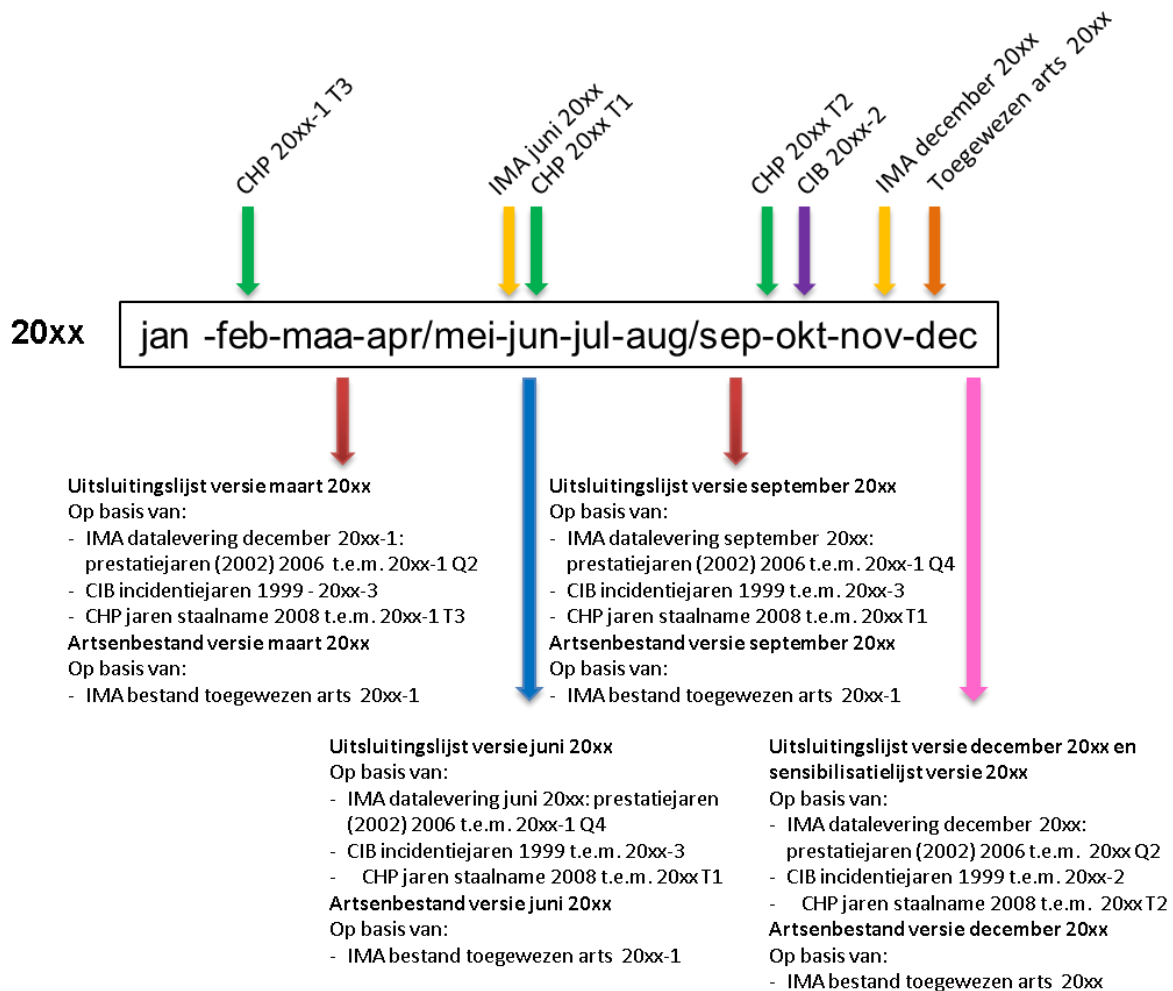 CHP 20xx-1 T3
IMA juni 20xx
CHP 20xx T1
CHP 20xx T2
CIB 20xx-2
IMA december 20xx
Toegewezen arts 20xx
20xx
jan -feb-maa-apr/mei-jun-jul-aug/sep-okt-nov-dec
Uitsluitingslijst versie maart 20xx
Op basis van:
- IMA datalevering december 20xx-1:
prestatiejaren (2002) 2006 t.e.m. 20xx-1 Q2
- CIB incidentiejaren 1999 - 20xx-3
- CHP jaren staalname 2008 t.e.m. 20xx-1 T3
Artsenbestand versie maart 20xx
Op basis van:
- IMA bestand toegewezen arts 20xx-1
Uitsluitingslijst versie september 20xx
Op basis van:
- IMA datalevering september 20xx:
prestatiejaren (2002) 2006 t.e.m. 20xx-1 Q4
- CIB incidentiejaren 1999 t.e.m. 20xx-3
- CHP jaren staalname 2008 t.e.m. 20xx T1
Artsenbestand versie september 20xx
Op basis van:
- IMA bestand toegewezen arts 20xx-1
Uitsluitingslijst versie juni 20xx
Op basis van:
- IMA datalevering juni 20xx: prestatiejaren
(2002) 2006 t.e.m. 20xx-1 Q4
- CIB incidentiejaren 1999 t.e.m. 20xx-3
- CHP jaren staalname 2008 t.e.m. 20xx T1
Artsenbestand versie juni 20xx
Op basis van:
- IMA bestand toegewezen arts 20xx-1
Uitsluitingslijst versie december 20xx en
sensibilisatielijst versie 20xx
Op basis van:
- IMA datalevering december 20xx:
prestatiejaren (2002) 2006 t.e.m. 20xx Q2
- CIB incidentiejaren 1999 t.e.m. 20xx-2
- CHP jaren staalname 2008 t.e.m. 20xx T2
Artsenbestand versie december 20xx
Op basis van:
- IMA bestand toegewezen arts 20xx